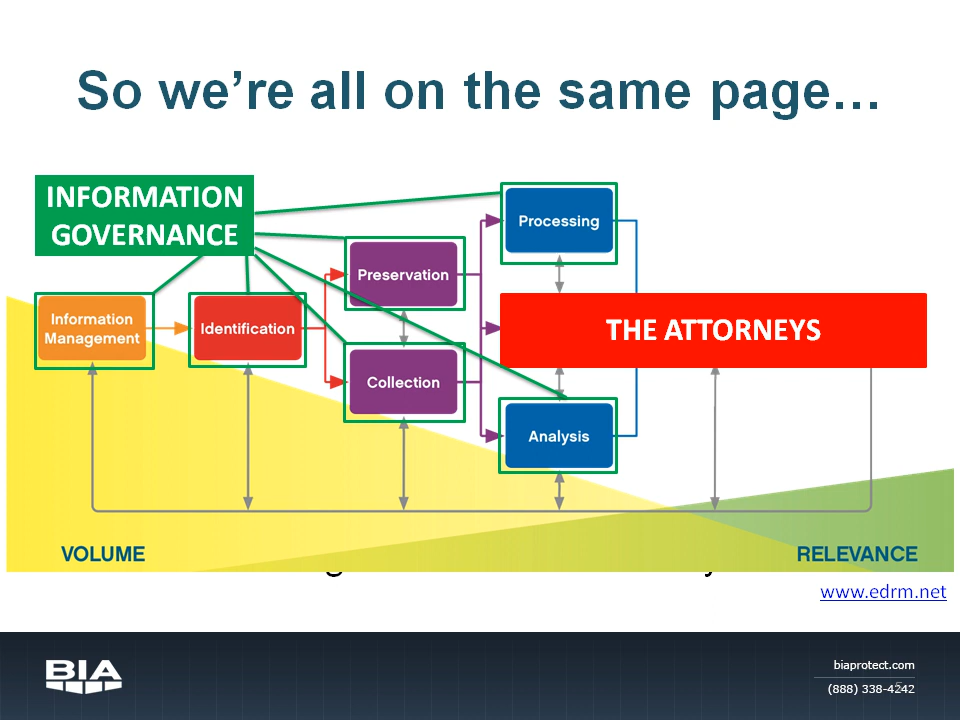 So we're all on the same page…
INFORMATION
GOVERNANCE
Processing
Preservation
Information
Management
Identification
THE ATTORNEYS
Collection
Analysis
VOLUME
RELEVANCE
www.edrm.net
BIA
biaprotect.com
(888) 338-4242
5